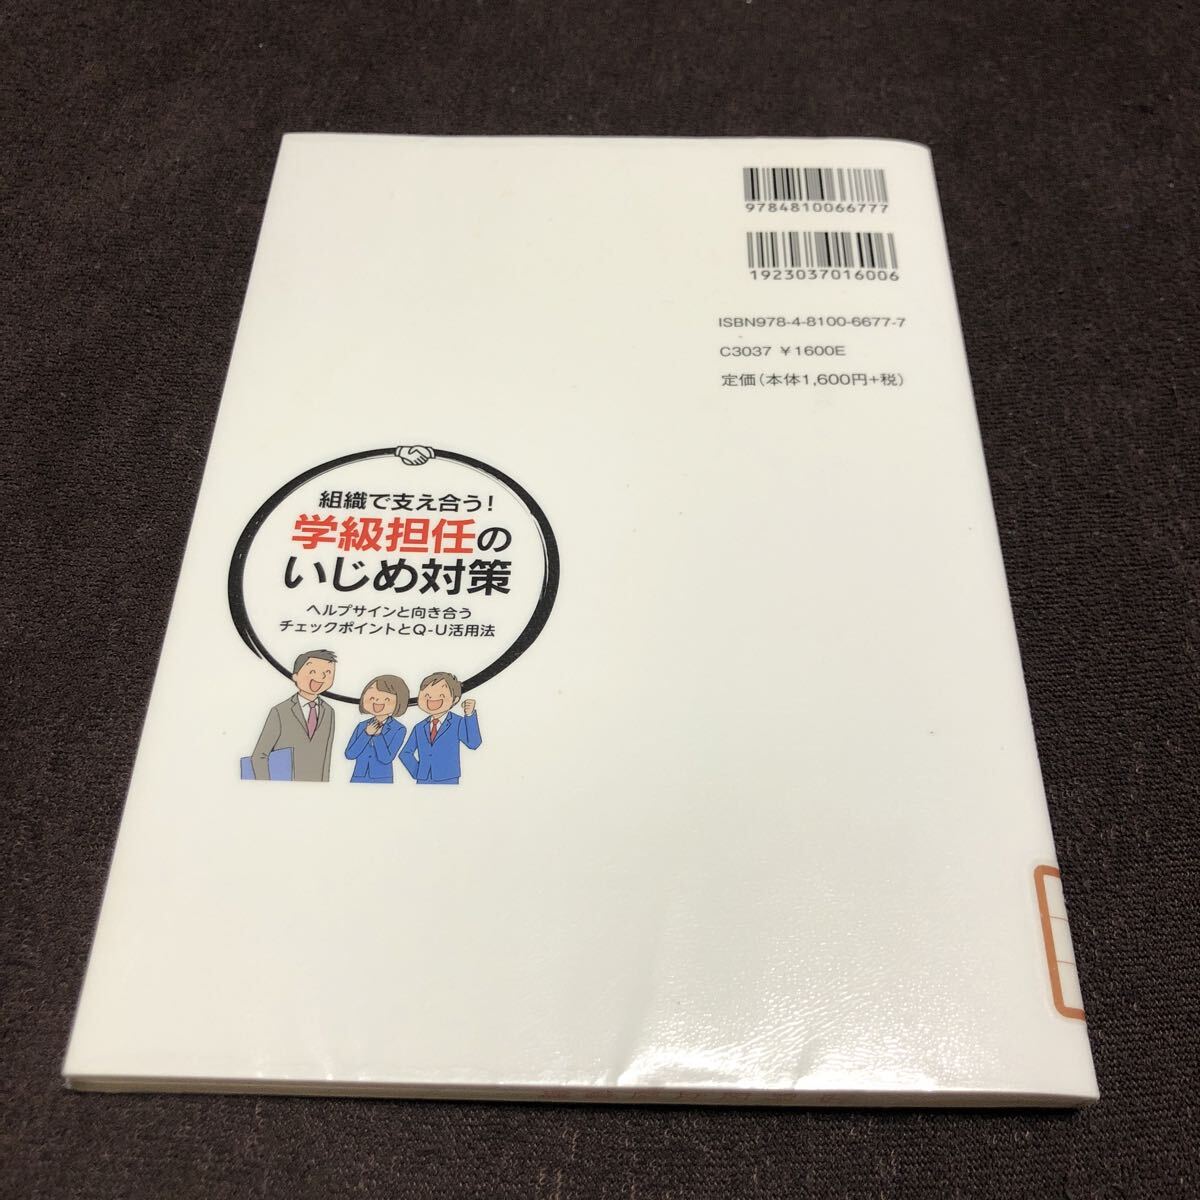 9784810066777
1923037016006
ISBN978-4-8100-6677-7
C3037 ¥1600E
定価(本体1,600円+税)
組織で支え合う!
学級担任の
いじめ対策
ヘルプサインと向き合う
チェックポイントとQ-U活用法